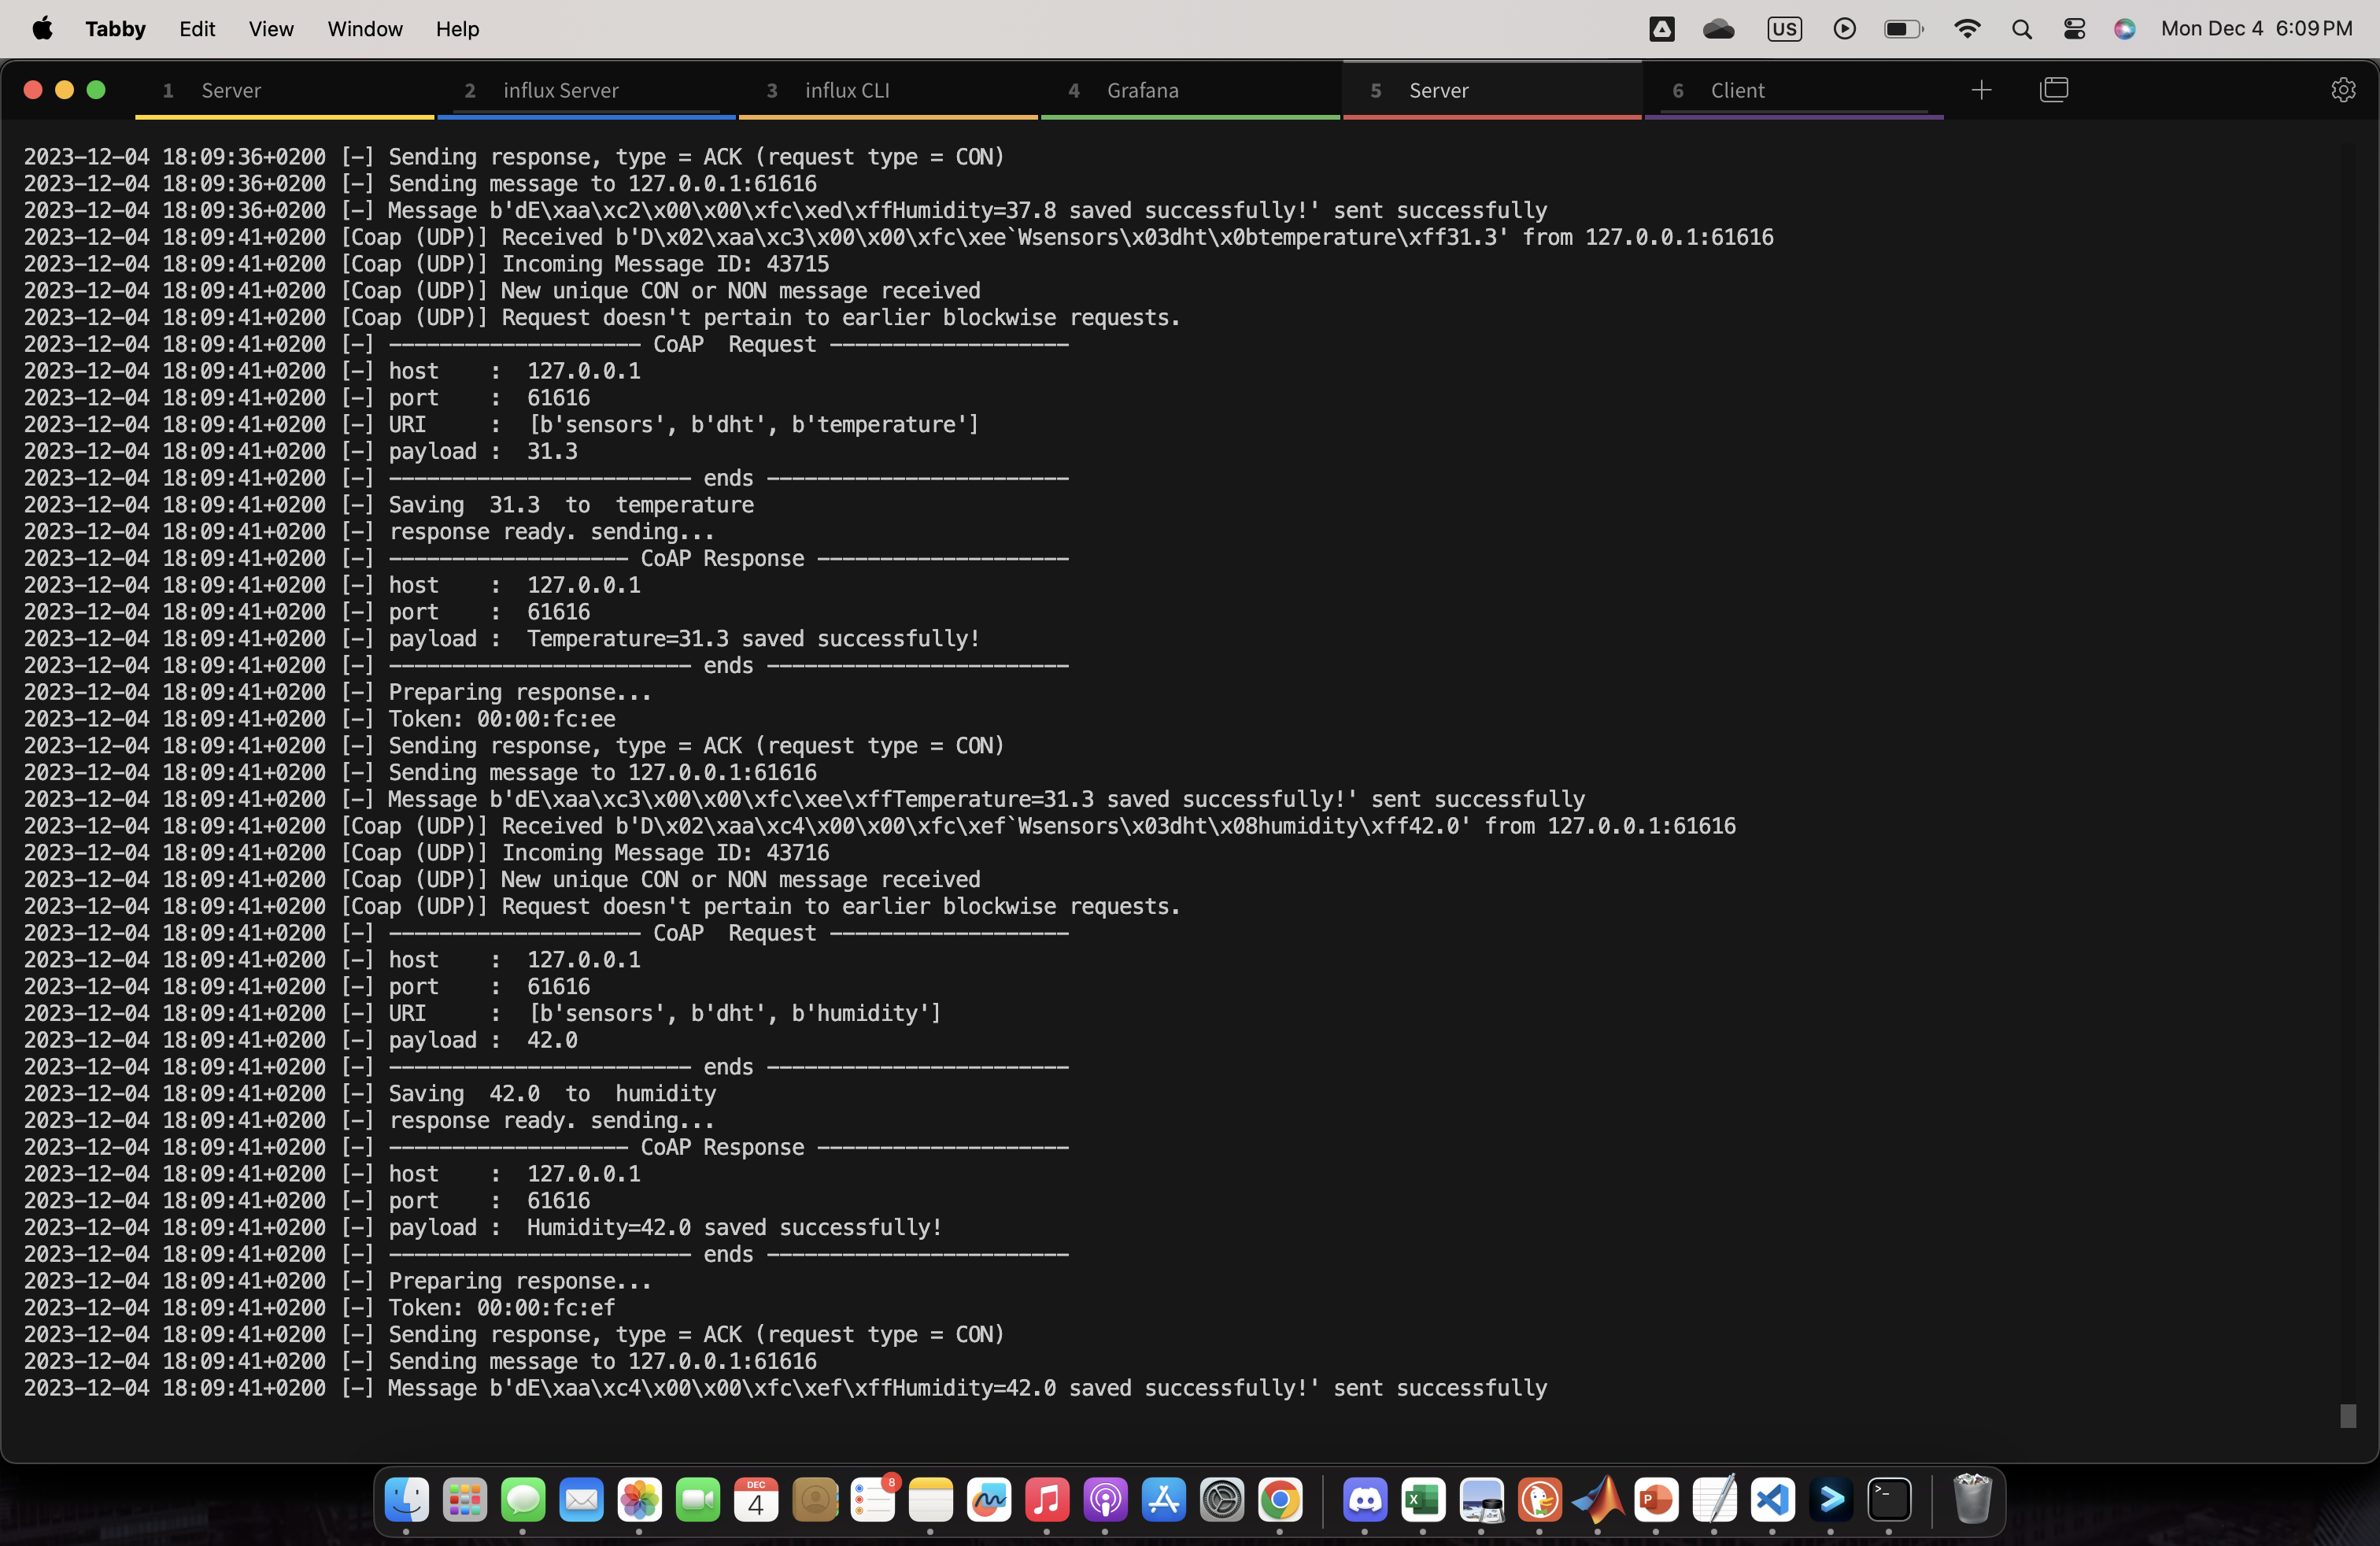 Tabby Edit View Window Help US Mon Dec 4 6:09 PM
1 Server 2 influx Server 3 influx CLI 4 Grafana 5 Server 6 Client
2023-12-04 18:09:36+0200 [-] Sending response, type = ACK (request type = CON)
2023-12-04 18:09:36+0200 [-] Sending message to 127.0.0.1:61616
2023-12-04 18:09:36+0200 [-] Message b'dE\xaa\xc2\x00\x00\xfc\xed\xffHumidity=37.8 saved successfully!' sent successfully
2023-12-04 18:09:41+0200 [Coap (UDP)] Received b'D\x02\xaa\xc3\x00\x00\xfc\xee`Wsensors\x03dht\x0btemperature\xff31.3' from 127.0.0.1:61616
2023-12-04 18:09:41+0200 [Coap (UDP)] Incoming Message ID: 43715
2023-12-04 18:09:41+0200 [Coap (UDP)] New unique CON or NON message received
2023-12-04 18:09:41+0200 [Coap (UDP)] Request doesn't pertain to earlier blockwise requests.
2023-12-04 18:09:41+0200 [-] -------------------- CoAP  Request -------------------
2023-12-04 18:09:41+0200 [-] host    :  127.0.0.1
2023-12-04 18:09:41+0200 [-] port    :  61616
2023-12-04 18:09:41+0200 [-] URI     :  [b'sensors', b'dht', b'temperature']
2023-12-04 18:09:41+0200 [-] payload :  31.3
2023-12-04 18:09:41+0200 [-] ------------------------ ends ------------------------
2023-12-04 18:09:41+0200 [-] Saving  31.3  to  temperature
2023-12-04 18:09:41+0200 [-] response ready. sending...
2023-12-04 18:09:41+0200 [-] ------------------- CoAP Response --------------------
2023-12-04 18:09:41+0200 [-] host    :  127.0.0.1
2023-12-04 18:09:41+0200 [-] port    :  61616
2023-12-04 18:09:41+0200 [-] payload :  Temperature=31.3 saved successfully!
2023-12-04 18:09:41+0200 [-] ------------------------ ends ------------------------
2023-12-04 18:09:41+0200 [-] Preparing response...
2023-12-04 18:09:41+0200 [-] Token: 00:00:fc:ee
2023-12-04 18:09:41+0200 [-] Sending response, type = ACK (request type = CON)
2023-12-04 18:09:41+0200 [-] Sending message to 127.0.0.1:61616
2023-12-04 18:09:41+0200 [-] Message b'dE\xaa\xc3\x00\x00\xfc\xee\xffTemperature=31.3 saved successfully!' sent successfully
2023-12-04 18:09:41+0200 [Coap (UDP)] Received b'D\x02\xaa\xc4\x00\x00\xfc\xef`Wsensors\x03dht\x08humidity\xff42.0' from 127.0.0.1:61616
2023-12-04 18:09:41+0200 [Coap (UDP)] Incoming Message ID: 43716
2023-12-04 18:09:41+0200 [Coap (UDP)] New unique CON or NON message received
2023-12-04 18:09:41+0200 [Coap (UDP)] Request doesn't pertain to earlier blockwise requests.
2023-12-04 18:09:41+0200 [-] -------------------- CoAP  Request -------------------
2023-12-04 18:09:41+0200 [-] host    :  127.0.0.1
2023-12-04 18:09:41+0200 [-] port    :  61616
2023-12-04 18:09:41+0200 [-] URI     :  [b'sensors', b'dht', b'humidity']
2023-12-04 18:09:41+0200 [-] payload :  42.0
2023-12-04 18:09:41+0200 [-] ------------------------ ends ------------------------
2023-12-04 18:09:41+0200 [-] Saving  42.0  to  humidity
2023-12-04 18:09:41+0200 [-] response ready. sending...
2023-12-04 18:09:41+0200 [-] ------------------- CoAP Response --------------------
2023-12-04 18:09:41+0200 [-] host    :  127.0.0.1
2023-12-04 18:09:41+0200 [-] port    :  61616
2023-12-04 18:09:41+0200 [-] payload :  Humidity=42.0 saved successfully!
2023-12-04 18:09:41+0200 [-] ------------------------ ends ------------------------
2023-12-04 18:09:41+0200 [-] Preparing response...
2023-12-04 18:09:41+0200 [-] Token: 00:00:fc:ef
2023-12-04 18:09:41+0200 [-] Sending response, type = ACK (request type = CON)
2023-12-04 18:09:41+0200 [-] Sending message to 127.0.0.1:61616
2023-12-04 18:09:41+0200 [-] Message b'dE\xaa\xc4\x00\x00\xfc\xef\xffHumidity=42.0 saved successfully!' sent successfully
DEC 4 8